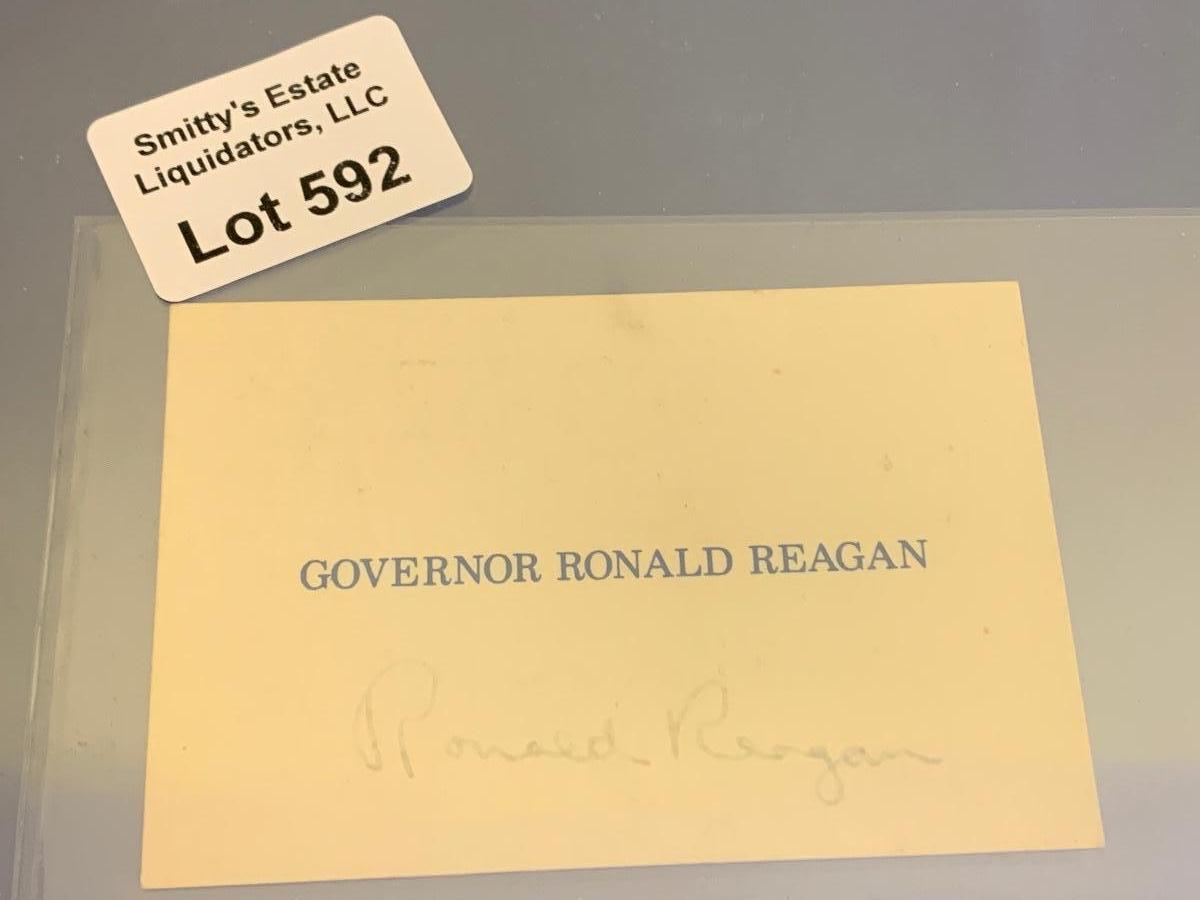 Smitty's Estate
Liquidators, LLC
Lot 592
GOVERNOR RONALD REAGAN
Ronald Reagan